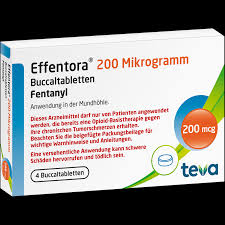 Effentora® 200 Mikrogramm
Buccaltabletten
Fentanyl
Anwendung in der Mundhöhle.
Dieses Arzneimittel darf nur von Patienten angewendet
werden, die bereits eine Opioid-Basistherapie gegen
ihre chronischen Tumorschmerzen erhalten.
Beachten Sie die beigefügte Packungsbeilage für
wichtige Warnhinweise und Anleitungen.
Eine versehentliche Anwendung kann schwere
Schäden hervorrufen und tödlich sein.
200 mcg
4 Buccaltabletten
teva